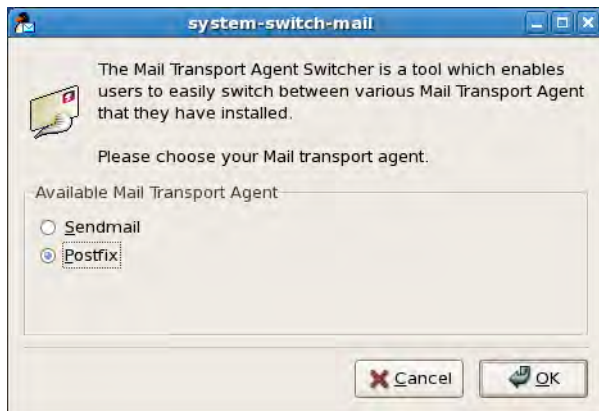 system-switch-mail
The Mail Transport Agent Switcher is a tool which enables
users to easily switch between various Mail Transport Agent
that they have installed.
Please choose your Mail transport agent.
Available Mail Transport Agent
Sendmail
Postfix
Cancel
OK